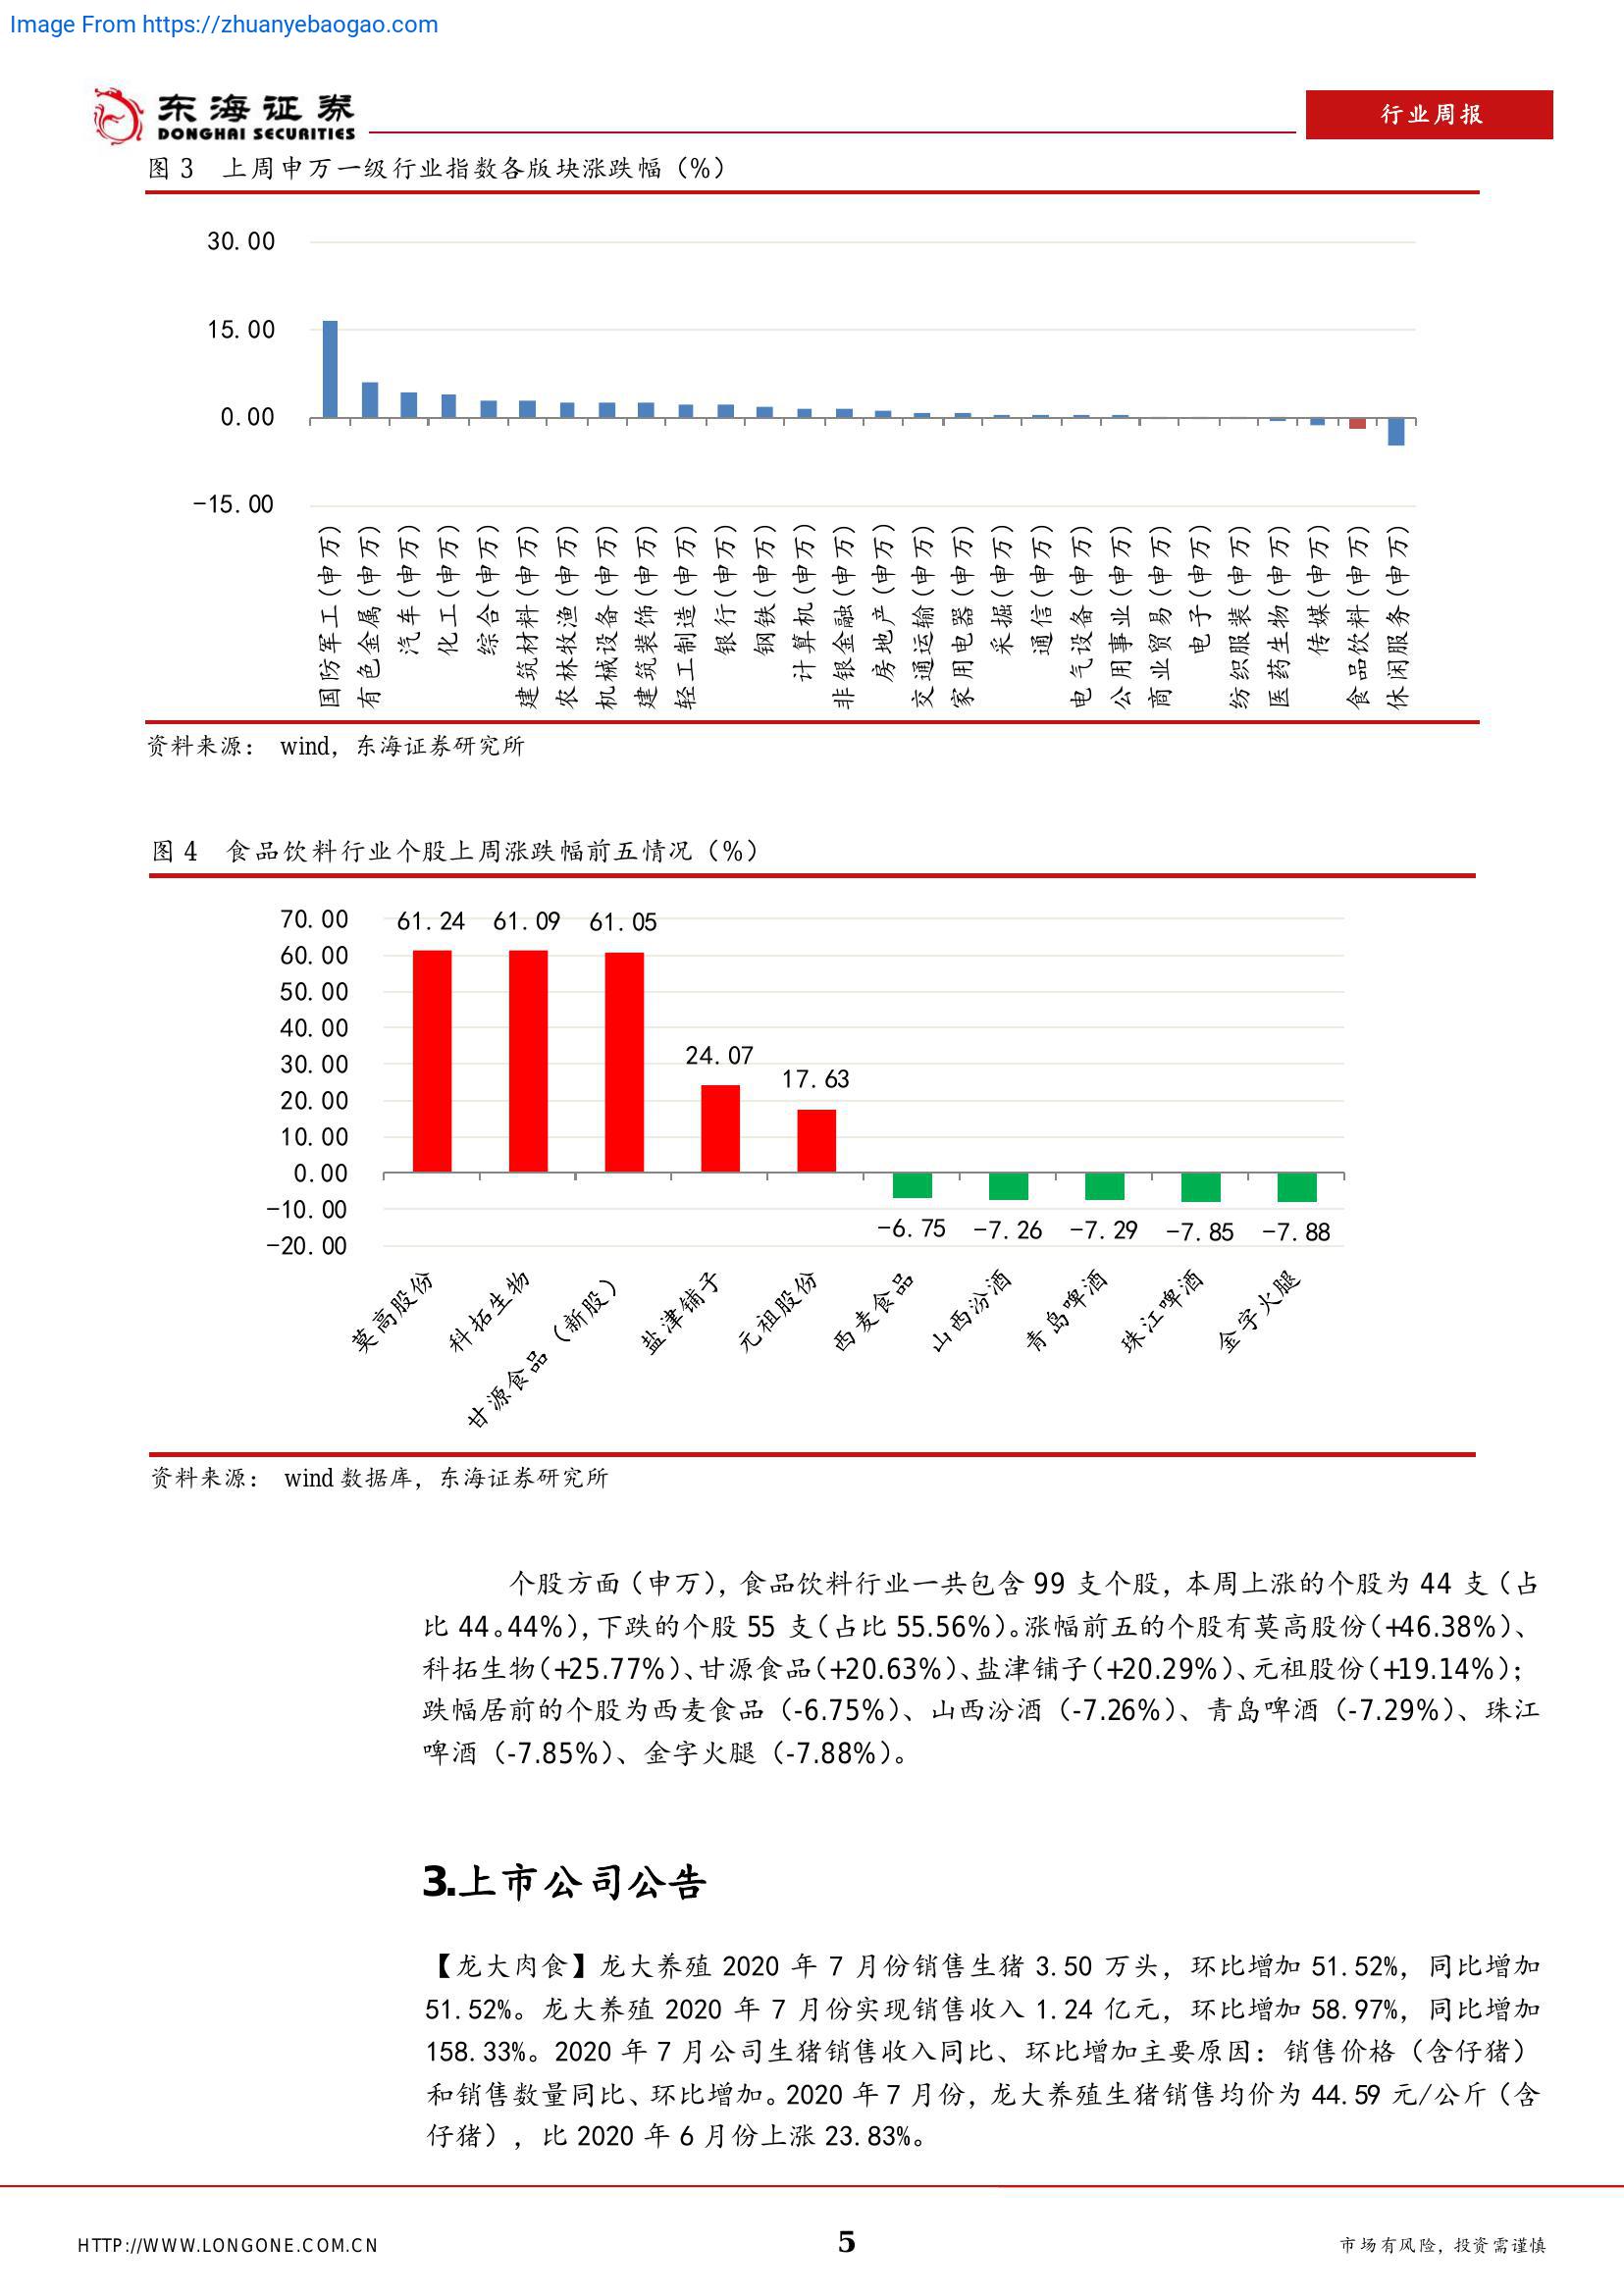 Image From https://zhuanyebaogao.com
东海证券
DONGHAI SECURITIES
行业周报
图 3 上周申万一级行业指数各版块涨跌幅（%）
30.00
15.00
0.00
-15.00
国防军工(申万)
有色金属(申万)
汽车(申万)
化工(申万)
综合(申万)
建筑材料(申万)
农林牧渔(申万)
机械设备(申万)
建筑装饰(申万)
轻工制造(申万)
银行(申万)
钢铁(申万)
计算机(申万)
非银金融(申万)
房地产(申万)
交通运输(申万)
家用电器(申万)
采掘(申万)
通信(申万)
电气设备(申万)
公用事业(申万)
商业贸易(申万)
电子(申万)
纺织服装(申万)
医药生物(申万)
传媒(申万)
食品饮料(申万)
休闲服务(申万)
资料来源： wind，东海证券研究所
图 4 食品饮料行业个股上周涨跌幅前五情况（%）
70.00
60.00
50.00
40.00
30.00
20.00
10.00
0.00
-10.00
-20.00
61.24
61.09
61.05
24.07
17.63
-6.75
-7.26
-7.29
-7.85
-7.88
莫高股份
科拓生物
甘源食品（新股）
盐津铺子
元祖股份
西麦食品
山西汾酒
青岛啤酒
珠江啤酒
金字火腿
资料来源： wind 数据库，东海证券研究所
个股方面（申万），食品饮料行业一共包含 99 支个股，本周上涨的个股为 44 支（占
比 44。44%），下跌的个股 55 支（占比 55.56%）。涨幅前五的个股有莫高股份（+46.38%）、
科拓生物（+25.77%）、甘源食品（+20.63%）、盐津铺子（+20.29%）、元祖股份（+19.14%）；
跌幅居前的个股为西麦食品（-6.75%）、山西汾酒（-7.26%）、青岛啤酒（-7.29%）、珠江
啤酒（-7.85%）、金字火腿（-7.88%）。
3.上市公司公告
【龙大肉食】龙大养殖 2020 年 7 月份销售生猪 3.50 万头，环比增加 51.52%，同比增加
51.52%。龙大养殖 2020 年 7 月份实现销售收入 1.24 亿元，环比增加 58.97%，同比增加
158.33%。2020 年 7 月公司生猪销售收入同比、环比增加主要原因：销售价格（含仔猪）
和销售数量同比、环比增加。2020 年 7 月份，龙大养殖生猪销售均价为 44.59 元/公斤（含
仔猪），比 2020 年 6 月份上涨 23.83%。
HTTP://WWW.LONGONE.COM.CN
5
市场有风险，投资需谨慎